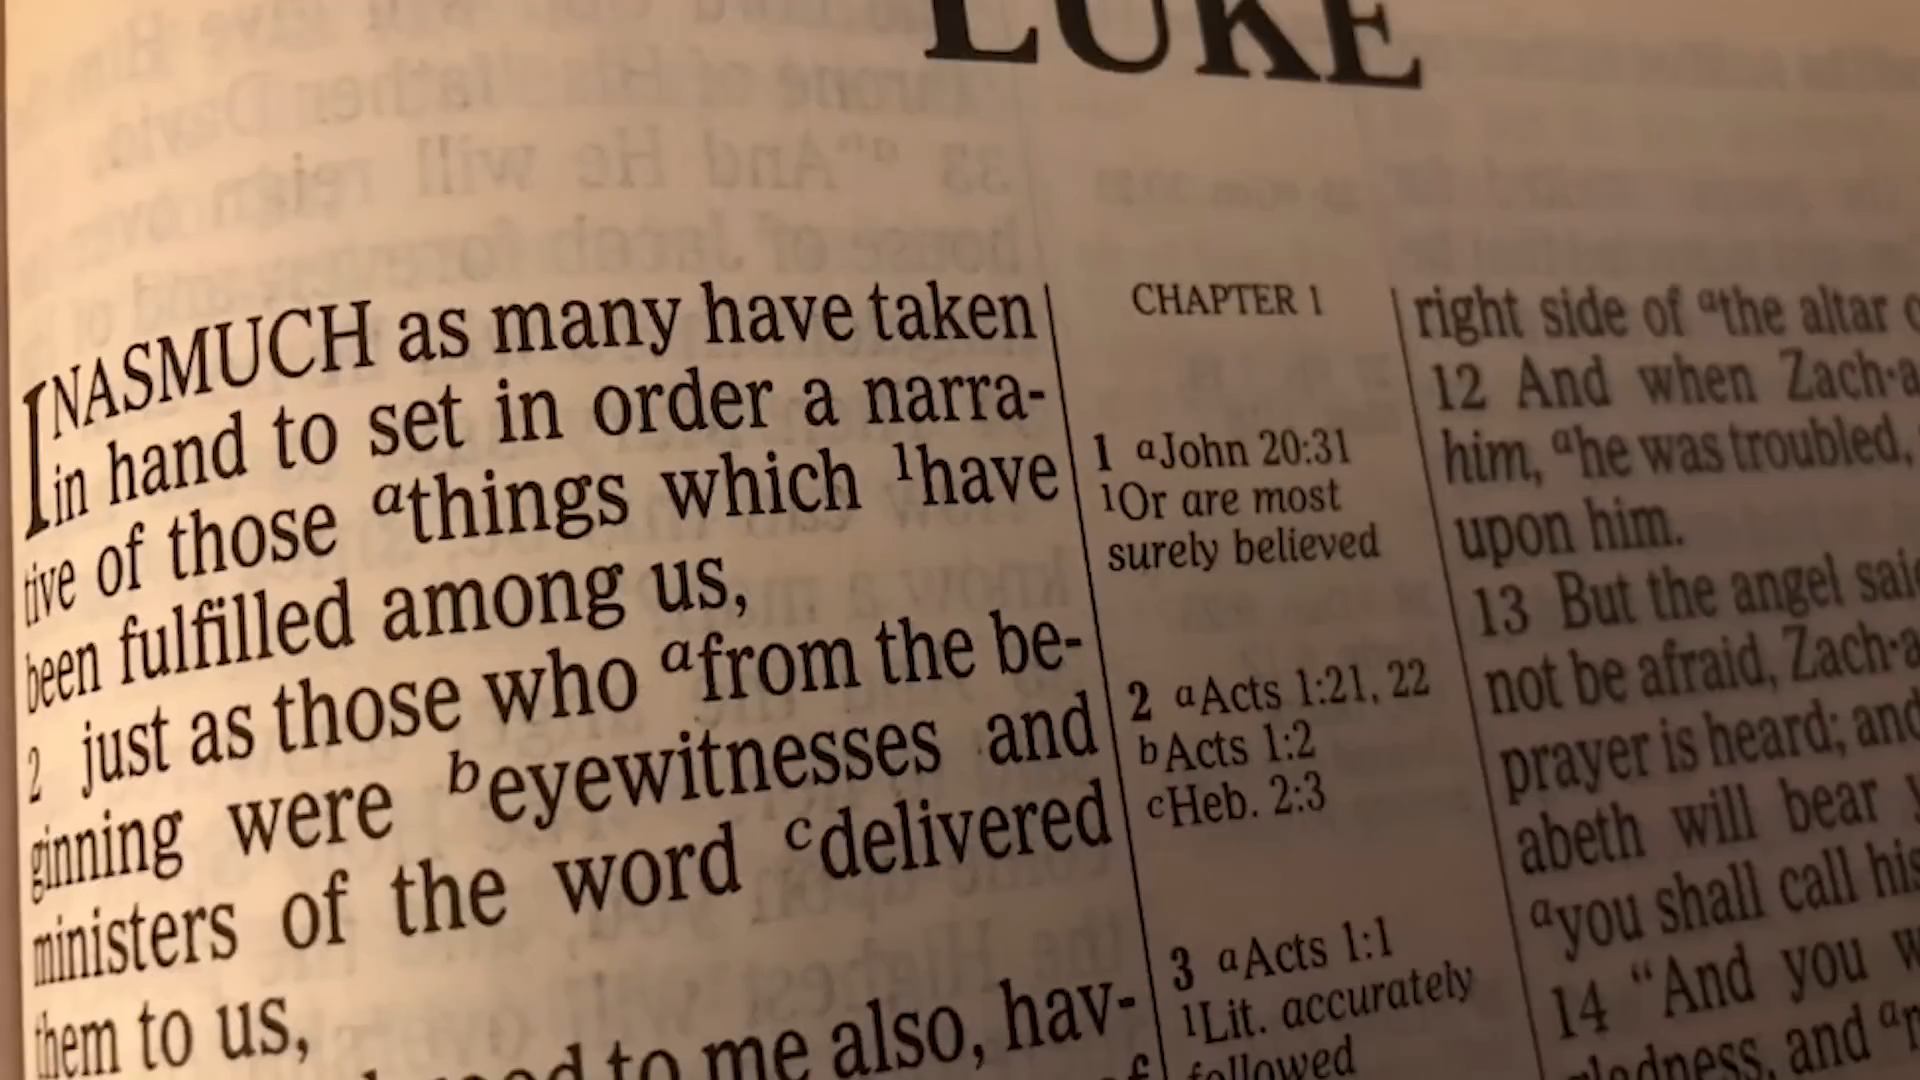 LUKE
INASMUCH as many have taken
in hand to set in order a narra-
tive of those ᵃthings which ¹have
been fulfilled among us,
2 just as those who ᵃfrom the be-
ginning were ᵇeyewitnesses and
ministers of the word ᶜdelivered
them to us,
to me also, hav-
CHAPTER 1
1 ᵃJohn 20:31
¹Or are most
surely believed
2 ᵃActs 1:21, 22
ᵇActs 1:2
ᶜHeb. 2:3
3 ᵃActs 1:1
¹Lit. accurately
followed
right side of ᵃthe altar
12 And when Zach·a
him, ᵃhe was troubled,
upon him.
13 But the angel said
not be afraid, Zach·a
prayer is heard; and
abeth will bear
ᵃyou shall call his
14 “And you
and